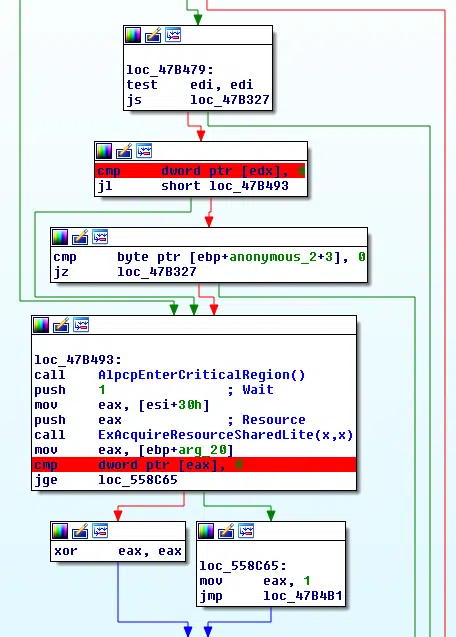 loc_47B479:
test edi, edi
js loc_47B327
cmp dword ptr [edx], 0
jl short loc_47B493
cmp byte ptr [ebp+anonymous_2+3], 0
jz loc_47B327
loc_47B493:
call AlpcpEnterCriticalRegion()
push 1 ; Wait
mov eax, [esi+30h]
push eax ; Resource
call ExAcquireResourceSharedLite(x,x)
mov eax, [ebp+arg_20]
cmp dword ptr [eax], 0
jge loc_558C65
xor eax, eax
loc_558C65:
mov eax, 1
jmp loc_47B4B1